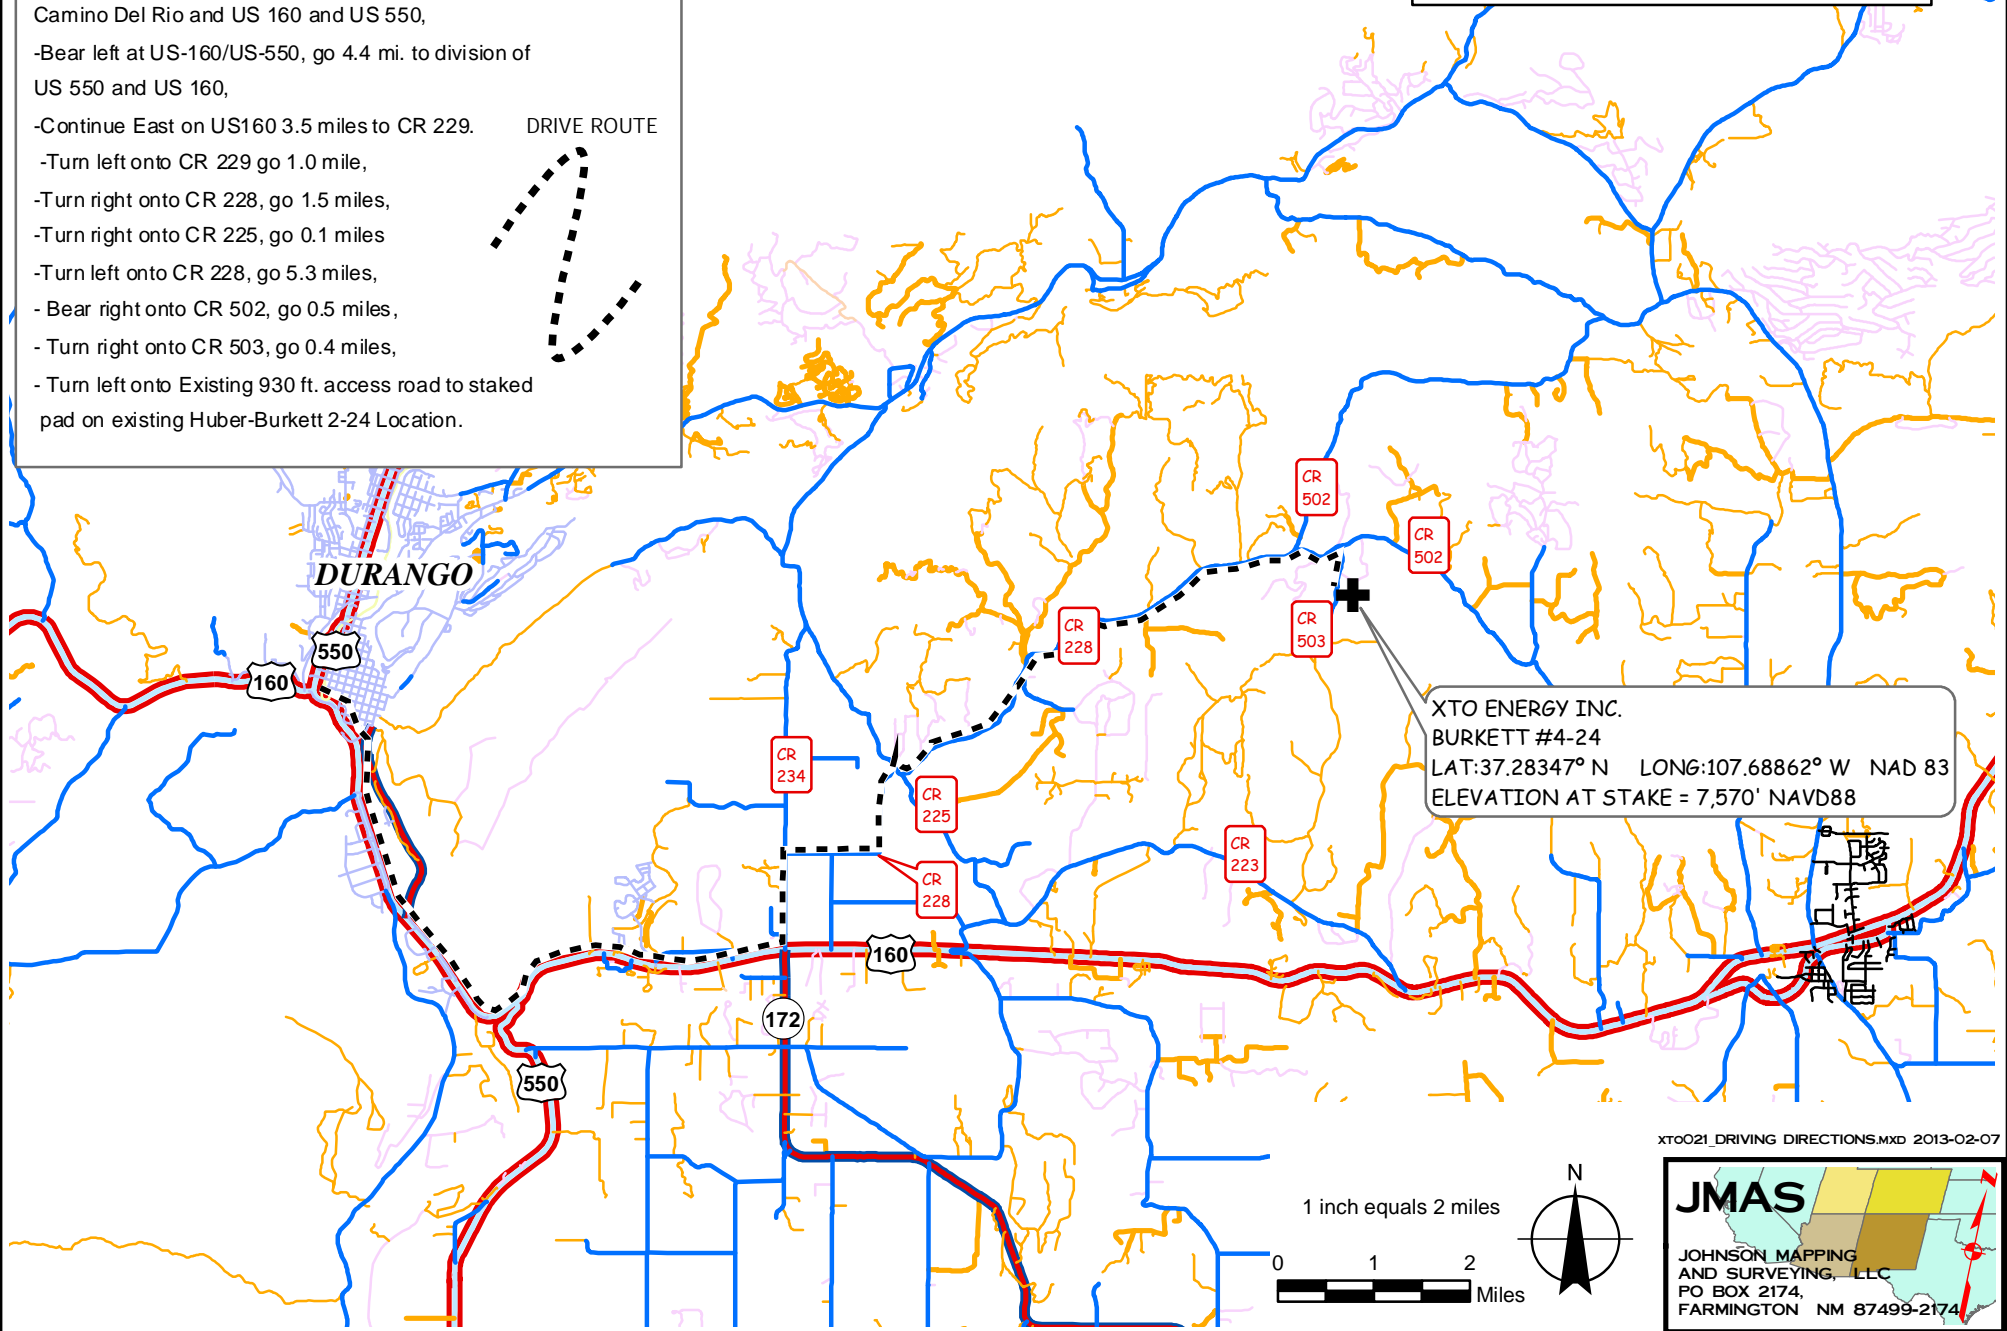 Camino Del Rio and US 160 and US 550,
-Bear left at US-160/US-550, go 4.4 mi. to division of
US 550 and US 160,
-Continue East on US160 3.5 miles to CR 229.
-Turn left onto CR 229 go 1.0 mile,
-Turn right onto CR 228, go 1.5 miles,
-Turn right onto CR 225, go 0.1 miles
-Turn left onto CR 228, go 5.3 miles,
- Bear right onto CR 502, go 0.5 miles,
- Turn right onto CR 503, go 0.4 miles,
- Turn left onto Existing 930 ft. access road to staked
pad on existing Huber-Burkett 2-24 Location.
DRIVE ROUTE
CR
502
CR
502
DURANGO
550
160
CR
228
CR
503
XTO ENERGY INC.
BURKETT #4-24
LAT:37.28347° N LONG:107.68862° W NAD 83
ELEVATION AT STAKE = 7,570' NAVD88
CR
234
CR
225
CR
223
CR
228
160
172
550
XTO021_DRIVING DIRECTIONS.MXD 2013-02-07
1 inch equals 2 miles
0 1 2
Miles
N
JMAS
JOHNSON MAPPING
AND SURVEYING, LLC
PO BOX 2174,
FARMINGTON NM 87499-2174